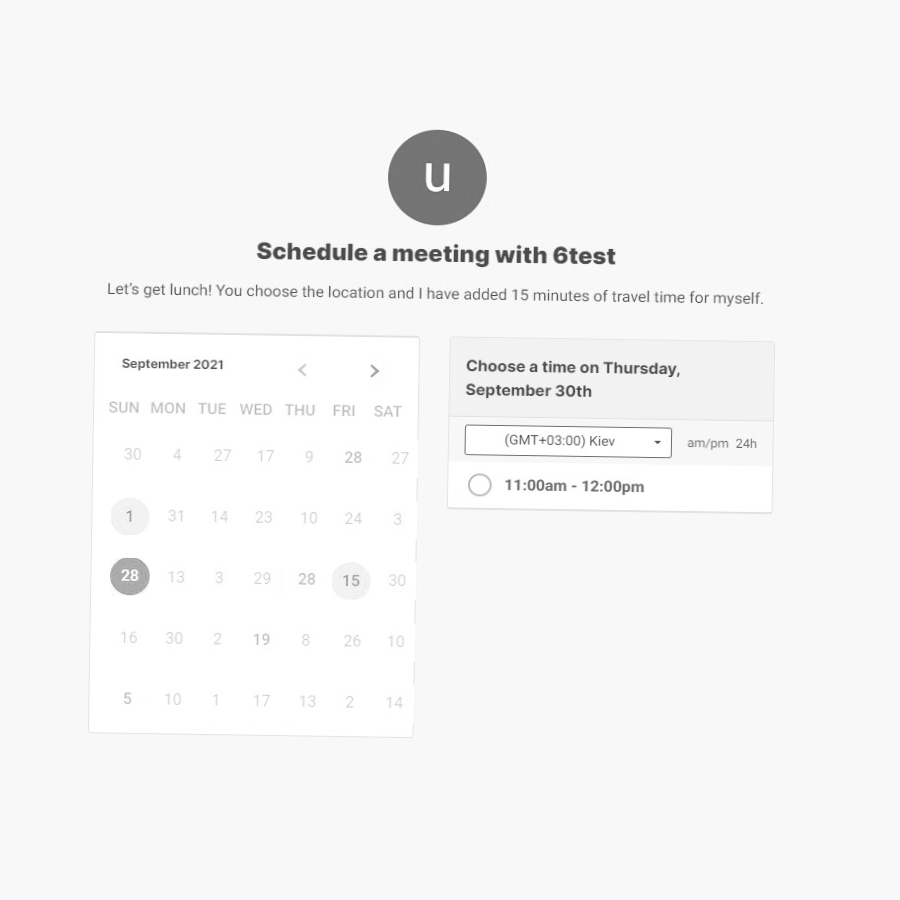 u
Schedule a meeting with 6test
Let's get lunch! You choose the location and I have added 15 minutes of travel time for myself.
September 2021
SUN MON TUE WED THU FRI SAT
30 4 27 17 9 28 27
1 31 14 23 10 24 3
28 13 3 29 28 15 30
16 30 2 19 8 26 10
5 10 1 17 13 2 14
Choose a time on Thursday,
September 30th
(GMT+03:00) Kiev
am/pm 24h
11:00am - 12:00pm